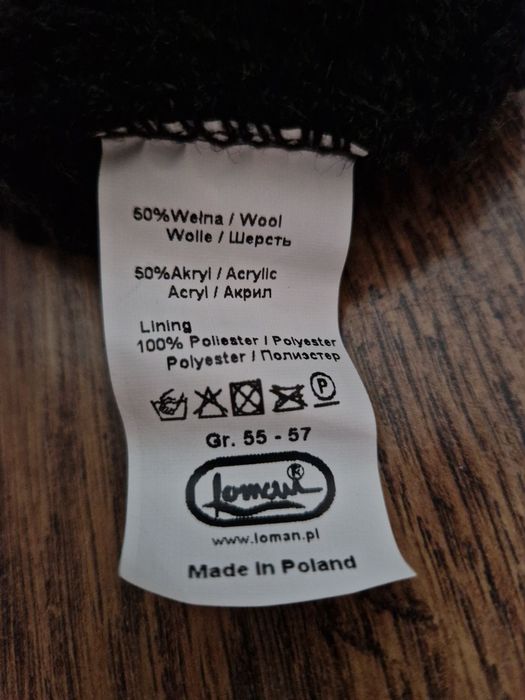 50%Wełna / Wool
Wolle / Шерсть
50%Akryl / Acrylic
Acryl / Акрил
Lining
100% Poliester / Polyester
Polyester / Полиэстер
P
Gr. 55 - 57
loman ®
www.loman.pl
Made in Poland